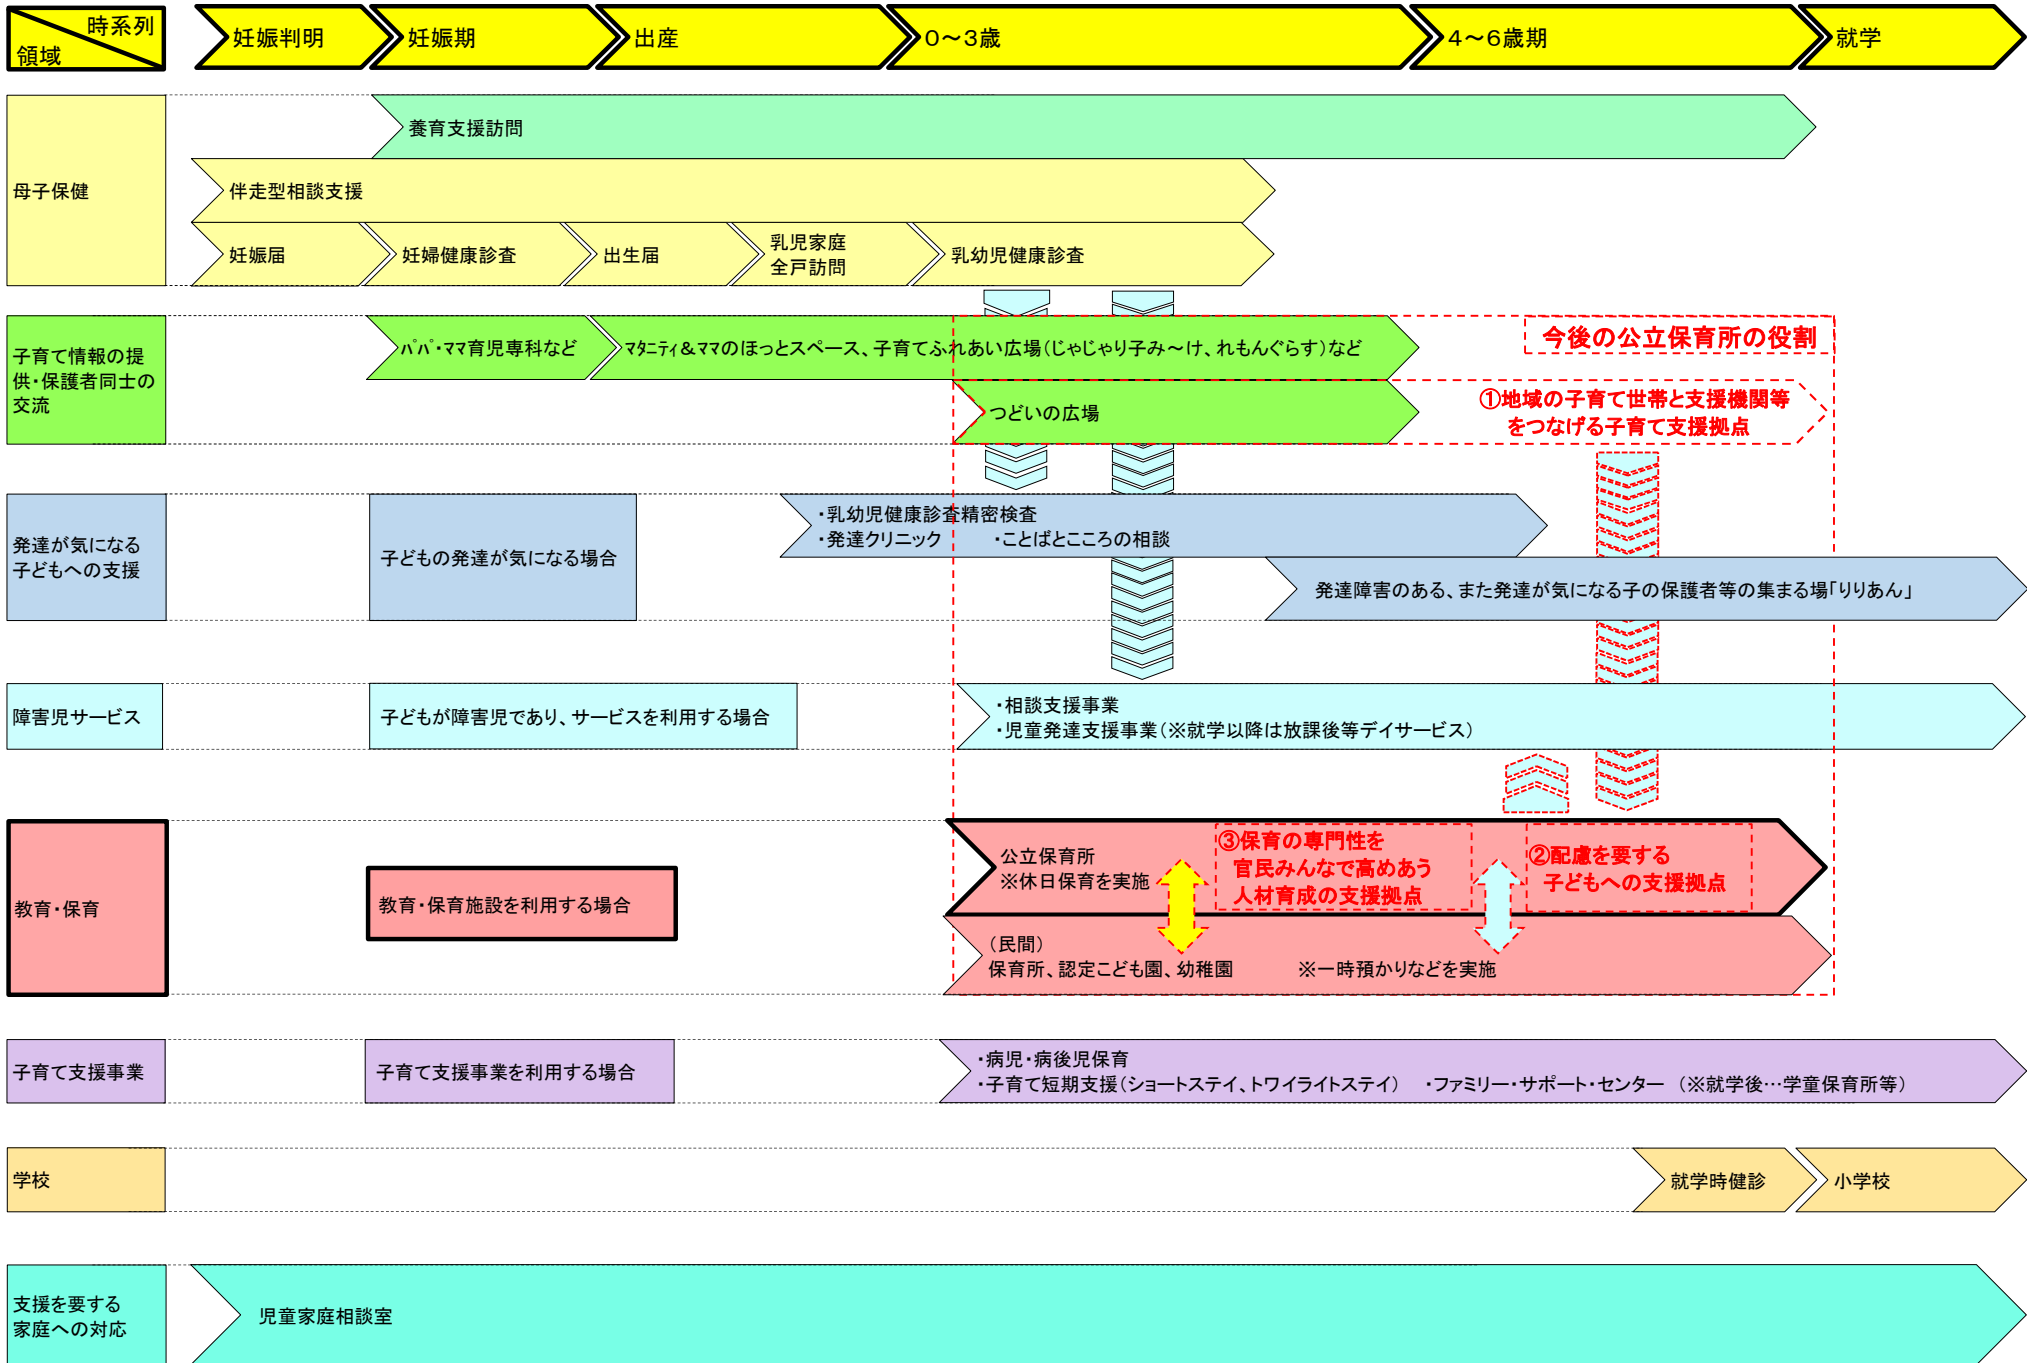 時系列
領域
妊娠判明
妊娠期
出産
0~3歳
4~6歳期
就学
母子保健
養育支援訪問
伴走型相談支援
妊娠届
妊婦健康診査
出生届
乳児家庭
全戸訪問
乳幼児健康診査
子育て情報の提
供・保護者同士の
交流
パパ・ママ育児専科など
マタニティ&ママのほっとスペース、子育てふれあい広場(じゃじゃり子み~け、れもんぐらす)など
今後の公立保育所の役割
つどいの広場
①地域の子育て世帯と支援機関等
をつなげる子育て支援拠点
発達が気になる
子どもへの支援
子どもの発達が気になる場合
・乳幼児健康診査精密検査
・発達クリニック ・ことばとこころの相談
発達障害のある、また発達が気になる子の保護者等の集まる場「りりあん」
障害児サービス
子どもが障害児であり、サービスを利用する場合
・相談支援事業
・児童発達支援事業(※就学以降は放課後等デイサービス)
教育・保育
教育・保育施設を利用する場合
公立保育所
※休日保育を実施
③保育の専門性を
官民みんなで高めあう
人材育成の支援拠点
②配慮を要する
子どもへの支援拠点
(民間)
保育所、認定こども園、幼稚園 ※一時預かりなどを実施
子育て支援事業
子育て支援事業を利用する場合
・病児・病後児保育
・子育て短期支援(ショートステイ、トワイライトステイ) ・ファミリー・サポート・センター (※就学後…学童保育所等)
学校
就学時健診
小学校
支援を要する
家庭への対応
児童家庭相談室